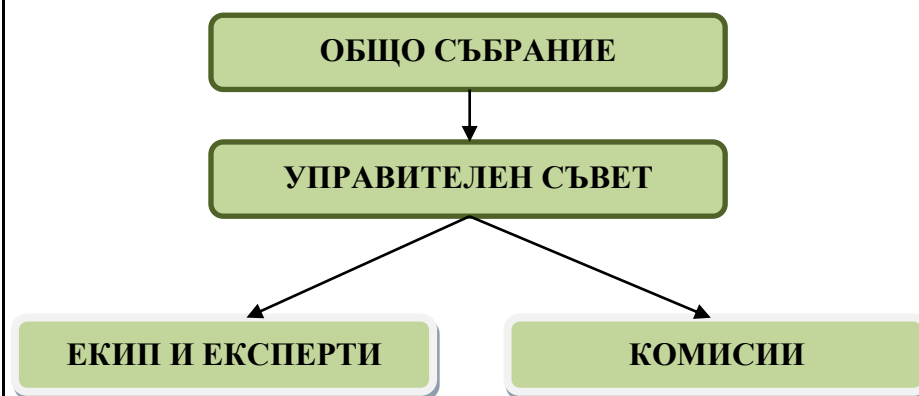 ОБЩО СЪБРАНИЕ
УПРАВИТЕЛЕН СЪВЕТ
ЕКИП И ЕКСПЕРТИ
КОМИСИИ